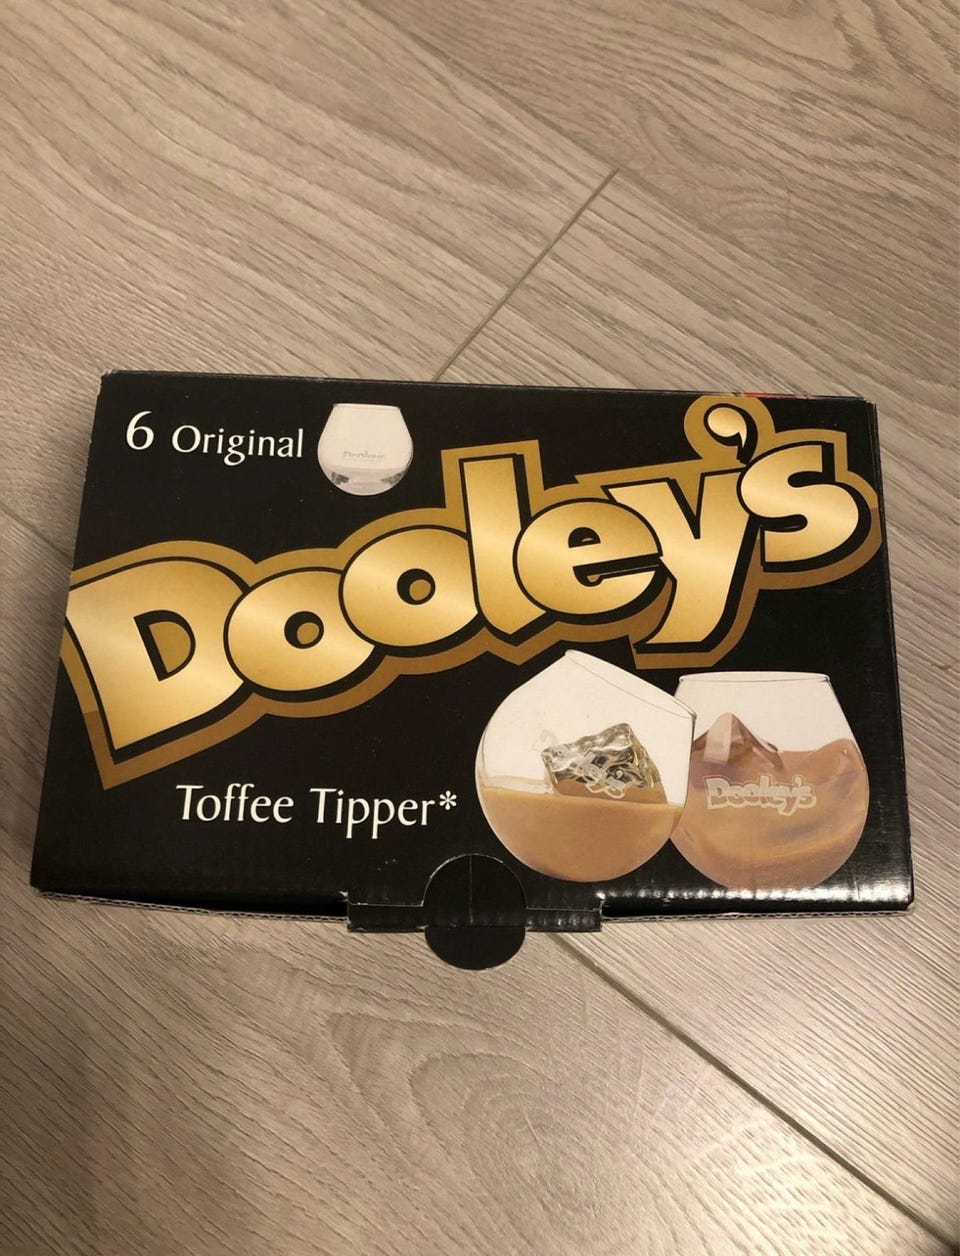 6 Original
Dooley's
Toffee Tipper*
Dooley's